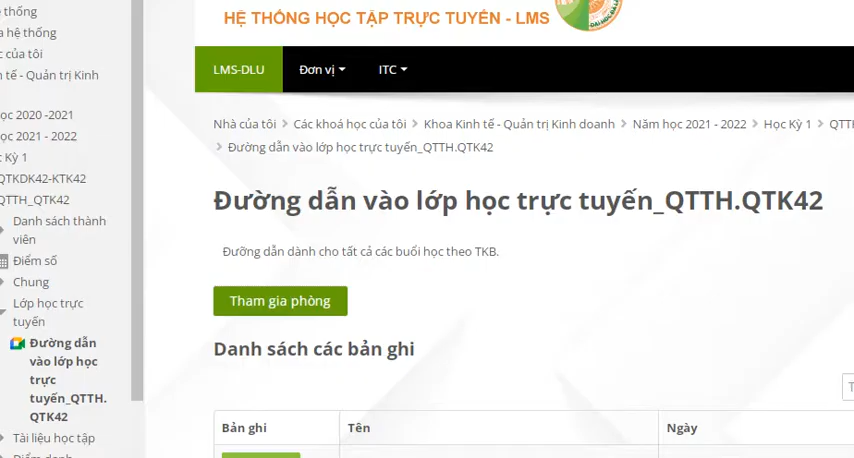 thống
hệ thống
của tôi
tế - Quản trị Kinh
2020 -2021
2021 - 2022
Kỳ 1
QTKDK42-KTK42
QTTH_QTK42
Danh sách thành
viên
Điểm số
Chung
Lớp học trực
tuyến
Đường dẫn
vào lớp học
trực
tuyến_QTTH.
QTK42
Tài liệu học tập
Điểm danh
HỆ THỐNG HỌC TẬP TRỰC TUYẾN - LMS
LMS-DLU Đơn vị ITC
Nhà của tôi Các khoá học của tôi Khoa Kinh tế - Quản trị Kinh doanh Năm học 2021 - 2022 Học Kỳ 1
Đường dẫn vào lớp học trực tuyến_QTTH.QTK42
Đường dẫn vào lớp học trực tuyến_QTTH.QTK42
Đưỡng dẫn dành cho tất cả các buổi học theo TKB.
Tham gia phòng
Danh sách các bản ghi
Bản ghi Tên Ngày